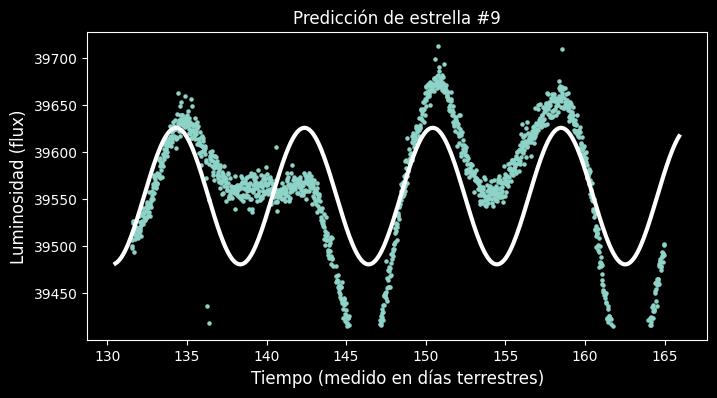 Predicción de estrella #9
Luminosidad (flux)
39700
39650
39600
39550
39500
39450
130 135 140 145 150 155 160 165
Tiempo (medido en días terrestres)